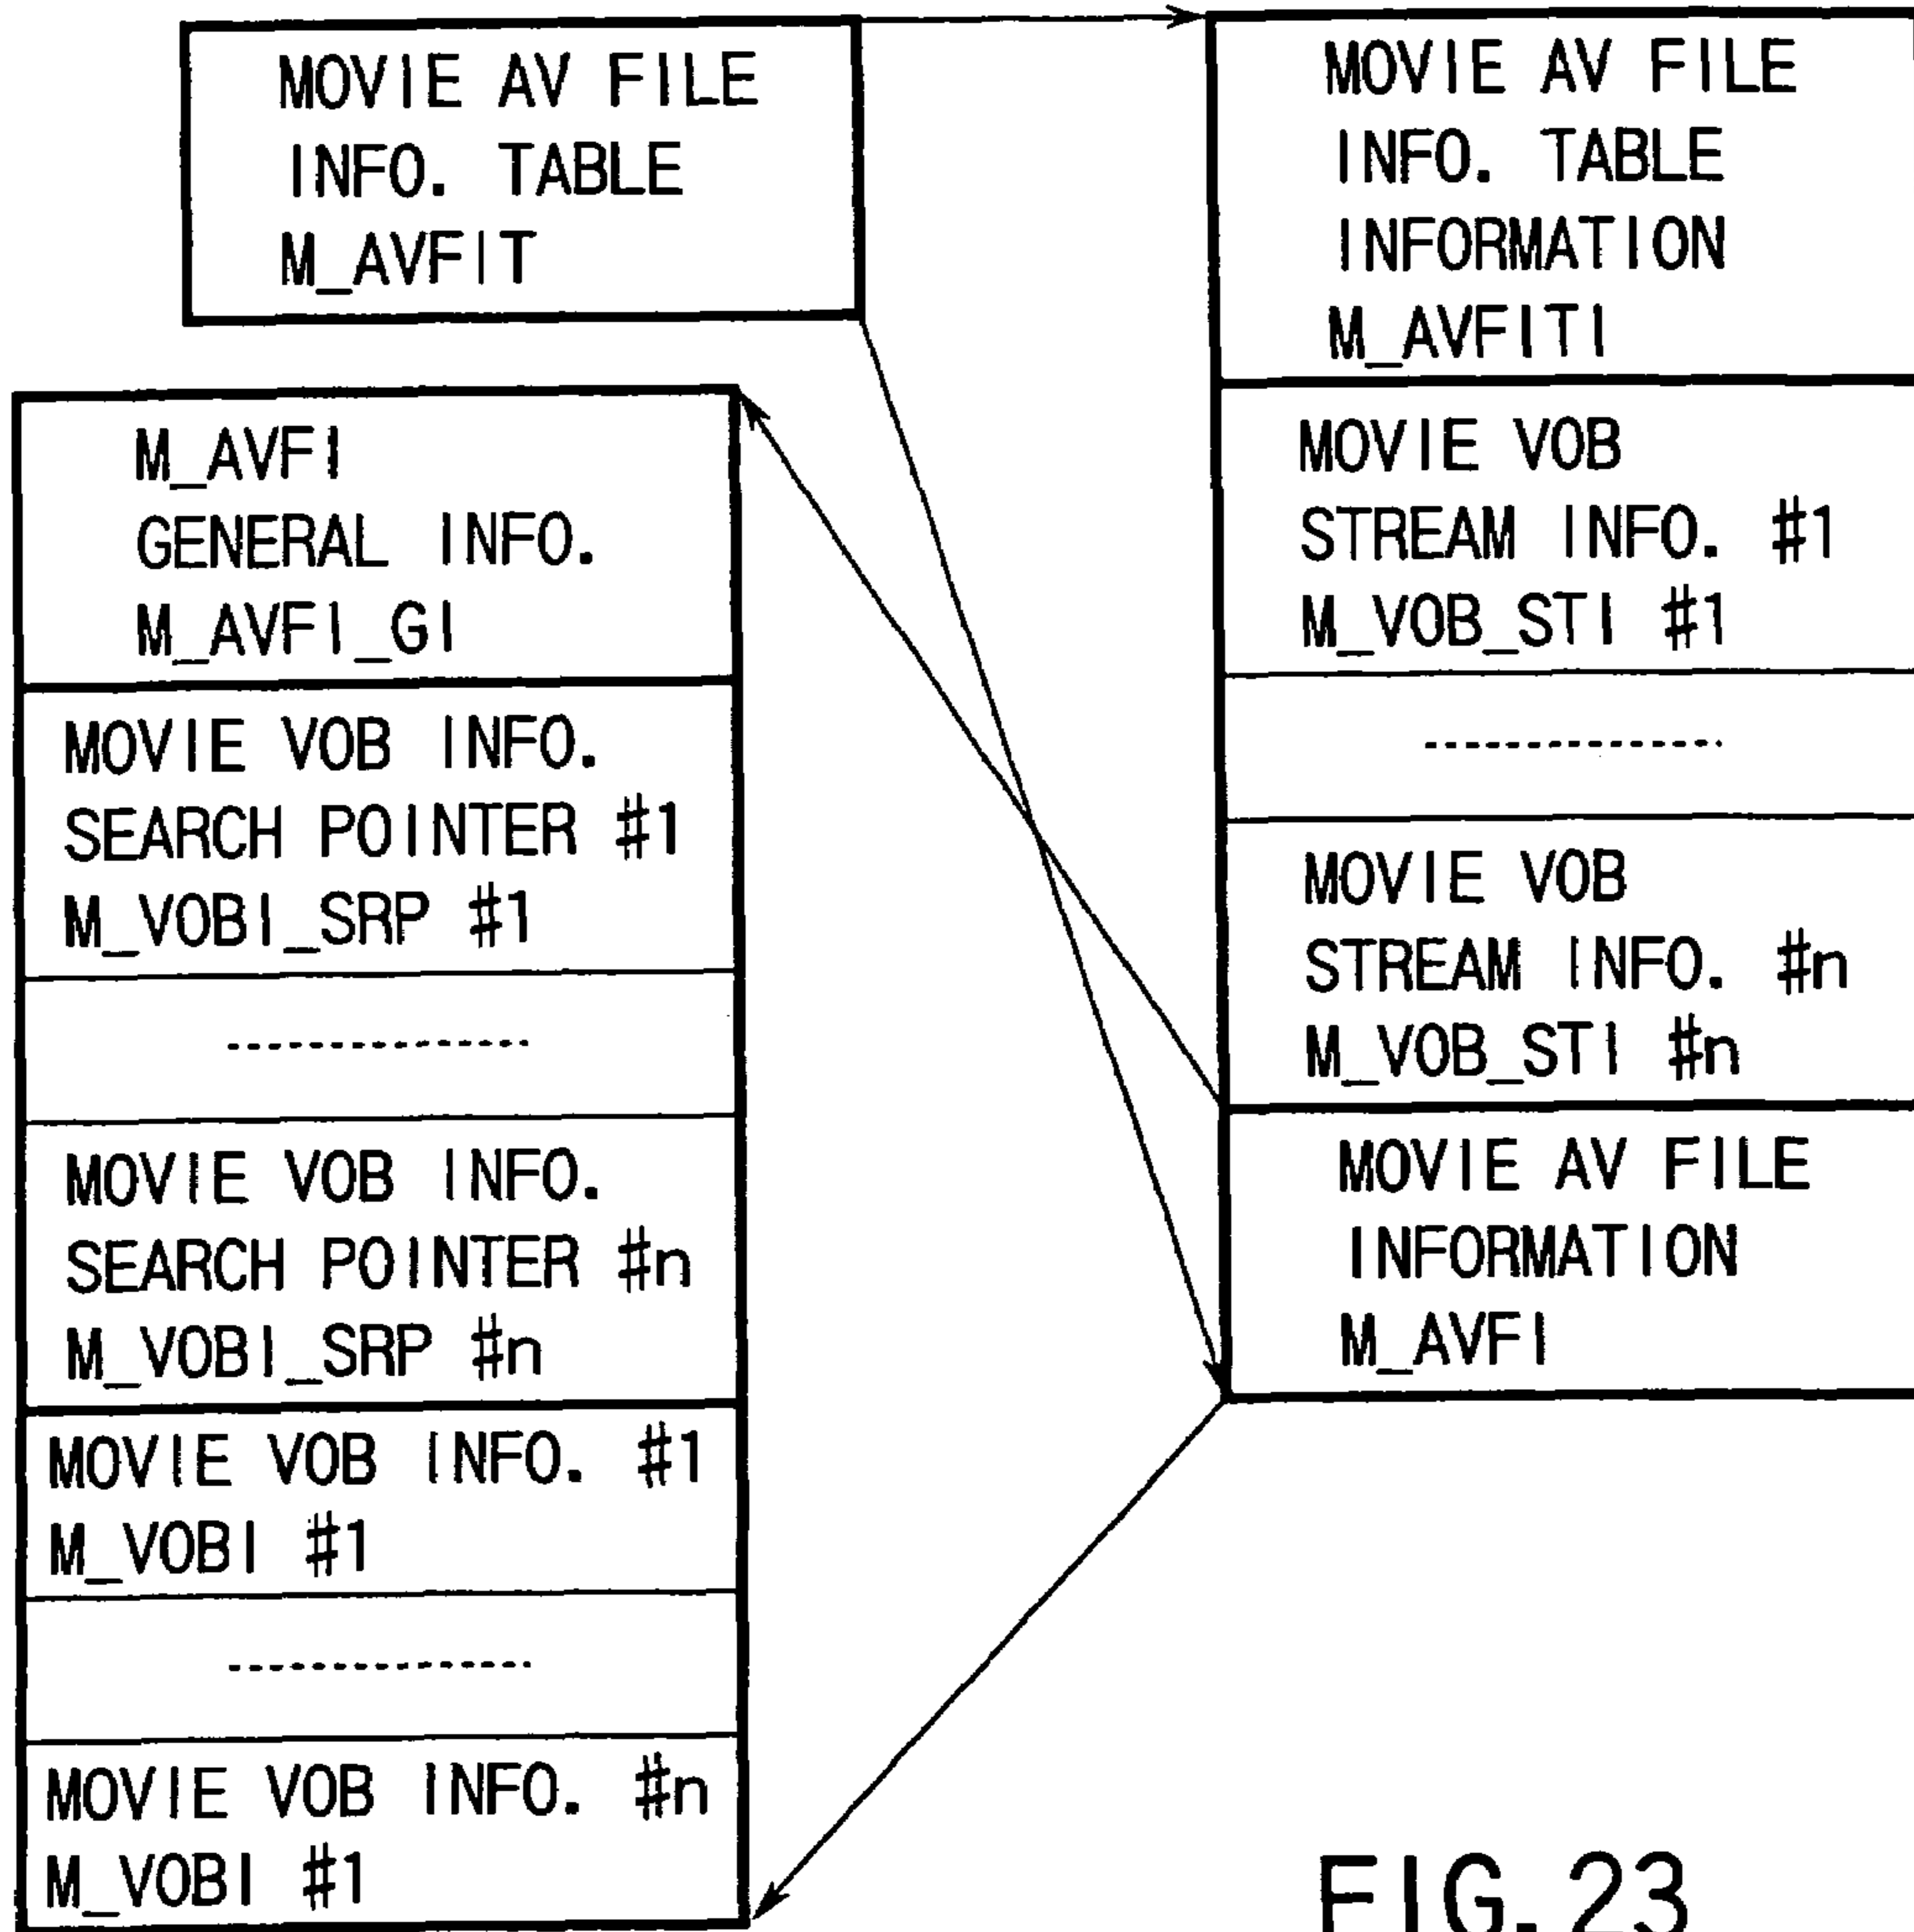 MOVIE AV FILE
INFO. TABLE
M_AVFIT
MOVIE AV FILE
INFO. TABLE
INFORMATION
M_AVFITI
MOVIE VOB
STREAM INFO. #1
M_VOB_STI #1
MOVIE VOB
STREAM INFO. #n
M_VOB_STI #n
MOVIE AV FILE
INFORMATION
M_AVFI
M_AVFI
GENERAL INFO.
M_AVFI_GI
MOVIE VOB INFO.
SEARCH POINTER #1
M_VOBI_SRP #1
MOVIE VOB INFO.
SEARCH POINTER #n
M_VOBI_SRP #n
MOVIE VOB INFO. #1
M_VOBI #1
MOVIE VOB INFO. #n
M_VOBI #1
FIG. 23